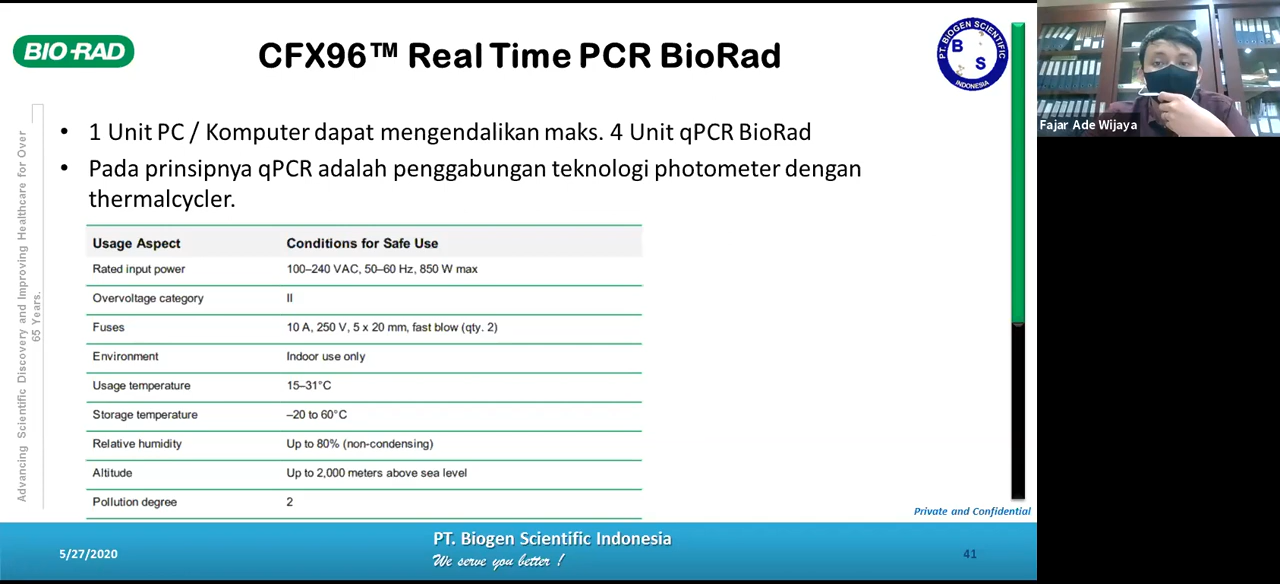 BIO-RAD
CFX96™ Real Time PCR BioRad
PT. BIOGEN SCIENTIFIC
B
S
INDONESIA
Fajar Ade Wijaya
Advancing Scientific Discovery and Improving Healthcare for Over
65 Years.
• 1 Unit PC / Komputer dapat mengendalikan maks. 4 Unit qPCR BioRad
• Pada prinsipnya qPCR adalah penggabungan teknologi photometer dengan
thermalcycler.
Usage Aspect Conditions for Safe Use
Rated input power 100–240 VAC, 50–60 Hz, 850 W max
Overvoltage category II
Fuses 10 A, 250 V, 5 x 20 mm, fast blow (qty. 2)
Environment Indoor use only
Usage temperature 15–31°C
Storage temperature –20 to 60°C
Relative humidity Up to 80% (non-condensing)
Altitude Up to 2,000 meters above sea level
Pollution degree 2
Private and Confidential
5/27/2020
PT. Biogen Scientific Indonesia
We serve you better !
41